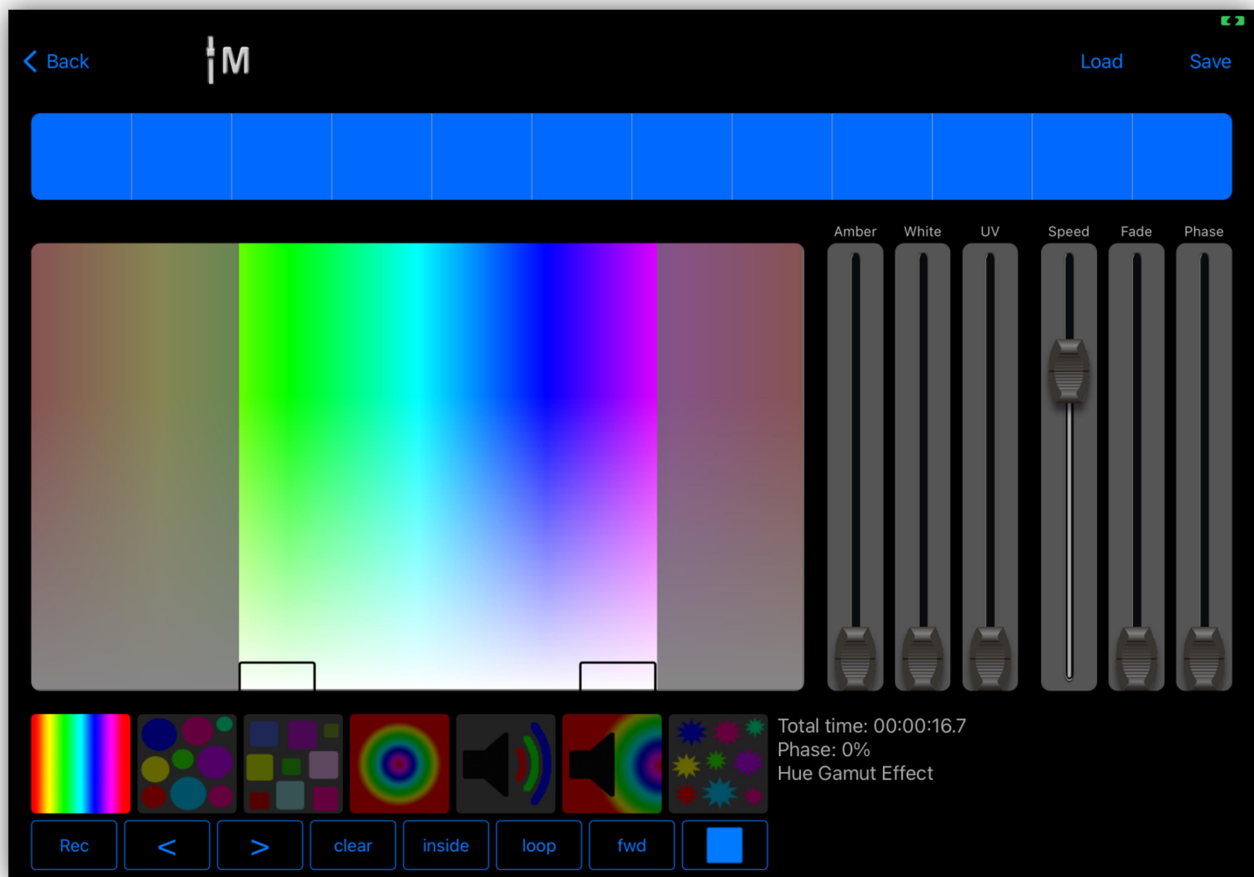 Back
M
Load
Save
Amber
White
UV
Speed
Fade
Phase
Total time: 00:00:16.7
Phase: 0%
Hue Gamut Effect
Rec
<
>
clear
inside
loop
fwd